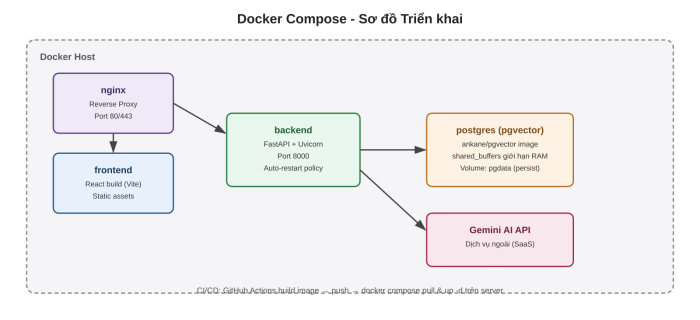 Docker Compose - Sơ đồ Triển khai
Docker Host
nginx
Reverse Proxy
Port 80/443
frontend
React build (Vite)
Static assets
backend
FastAPI + Uvicorn
Port 8000
Auto-restart policy
postgres (pgvector)
ankane/pgvector image
shared_buffers giới hạn RAM
Volume: pgdata (persist)
Gemini AI API
Dịch vụ ngoài (SaaS)
CI/CD: GitHub Actions build image → push → docker compose pull & up -d trên server